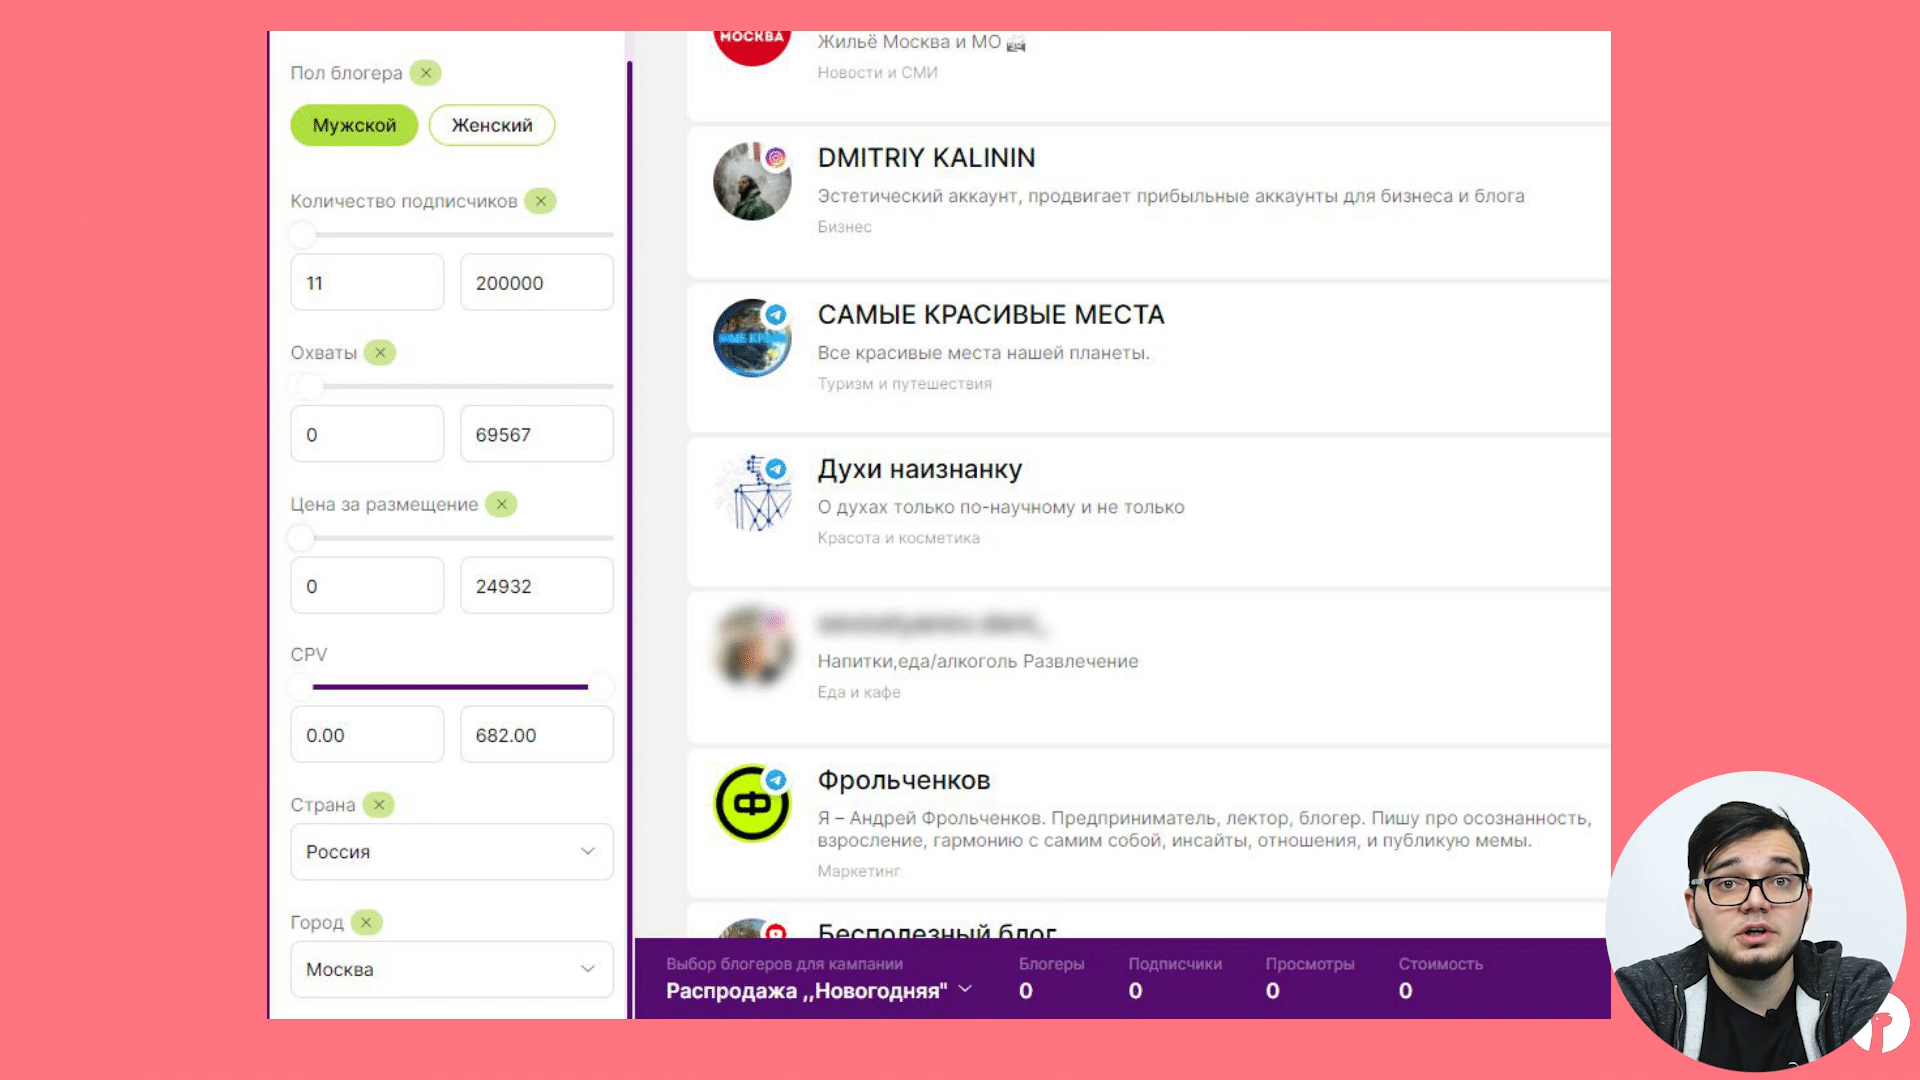 Пол блогера
Мужской
Женский
Количество подписчиков
11
200000
Охваты
0
69567
Цена за размещение
0
24932
CPV
0.00
682.00
Страна
Россия
Город
Москва
МОСКВА
Жильё Москва и МО
Новости и СМИ
DMITRIY KALININ
Эстетический аккаунт, продвигает прибыльные аккаунты для бизнеса и блога
Бизнес
САМЫЕ КРАСИВЫЕ МЕСТА
Все красивые места нашей планеты.
Туризм и путешествия
Духи наизнанку
О духах только по-научному и не только
Красота и косметика
Напитки,еда/алкоголь Развлечение
Еда и кафе
Фрольченков
Я – Андрей Фрольченков. Предприниматель, лектор, блогер. Пишу про осознанность,
взросление, гармонию с самим собой, инсайты, отношения, и публикую мемы.
Маркетинг
Бесполезный блог
Выбор блогеров для кампании
Распродажа ,,Новогодняя"
Блогеры
0
Подписчики
0
Просмотры
0
Стоимость
0